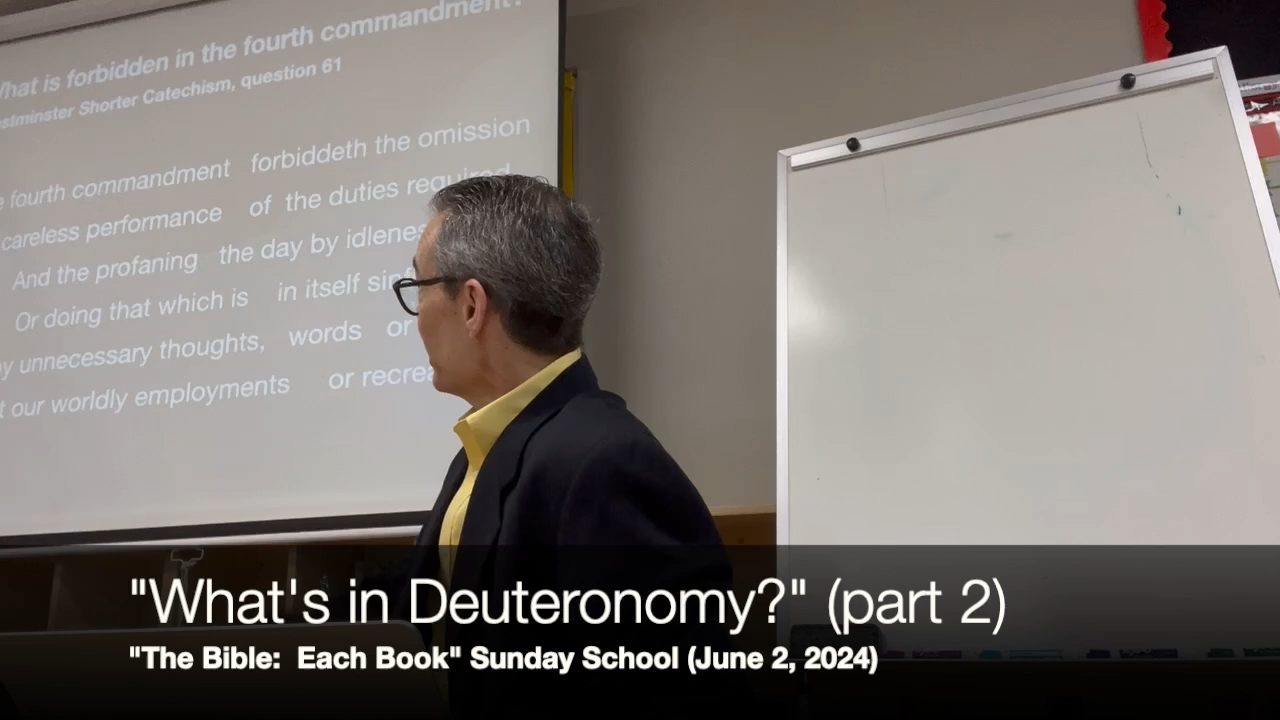 What is forbidden in the fourth commandment?
Westminster Shorter Catechism, question 61
fourth commandment forbiddeth the omission
careless performance of the duties required
And the profaning the day by idleness
Or doing that which is in itself
unnecessary thoughts, words or
our worldly employments or
"What's in Deuteronomy?" (part 2)
"The Bible: Each Book" Sunday School (June 2, 2024)